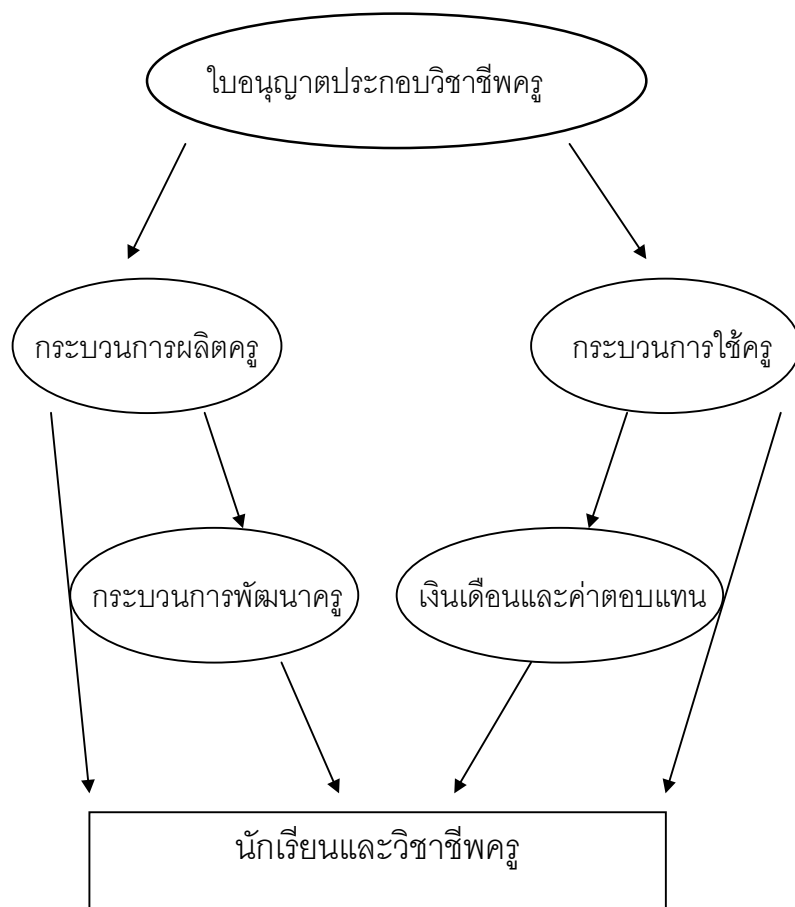 ใบอนุญาตประกอบวิชาชีพครู
กระบวนการผลิตครู
กระบวนการใช้ครู
กระบวนการพัฒนาครู
เงินเดือนและค่าตอบแทน
นักเรียนและวิชาชีพครู